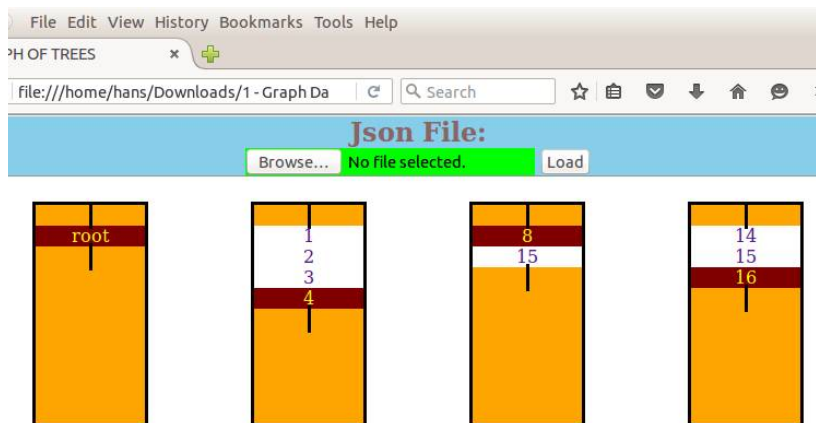 File Edit View History Bookmarks Tools Help
PH OF TREES
file:///home/hans/Downloads/1 - Graph Da
Search
Json File:
Browse... No file selected. Load
root
1
2
3
4
8
15
14
15
16